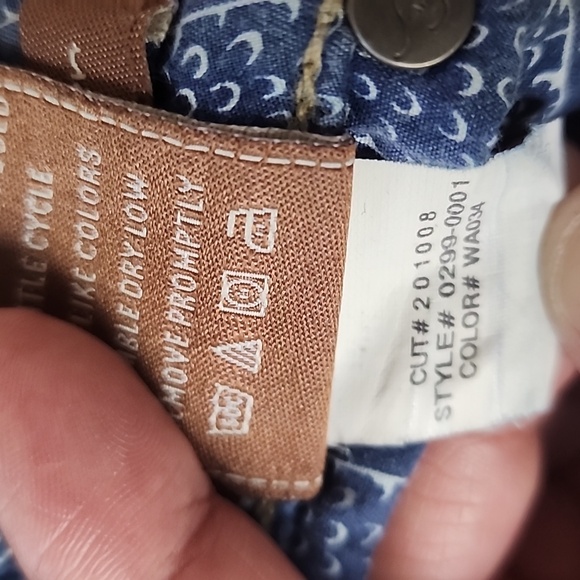 TLE CYCLE
LIKE COLORS
BLE DRY LOW
MOVE PROMPTLY
CUT# 201008
STYLE# 0299-0001
COLOR# WA034